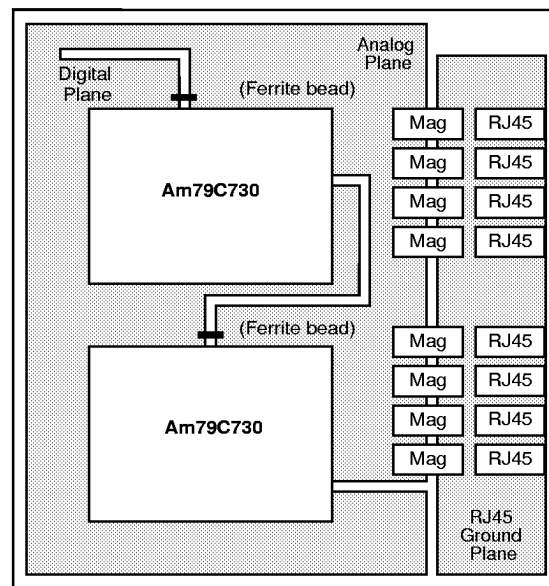 Analog
Plane
Digital
Plane
(Ferrite bead)
Mag RJ45
Mag RJ45
Am79C730
Mag RJ45
Mag RJ45
(Ferrite bead)
Mag RJ45
Mag RJ45
Am79C730
Mag RJ45
Mag RJ45
RJ45
Ground
Plane